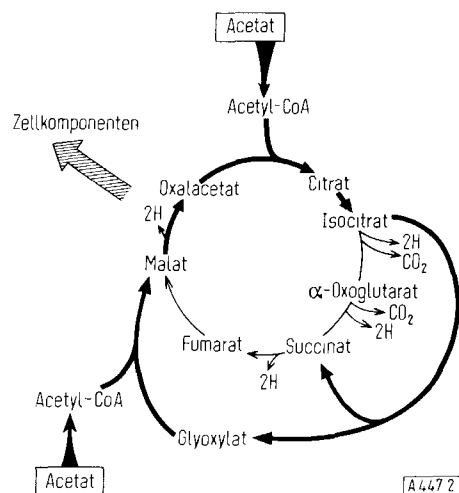 Acetat
Acetyl-CoA
Zellkomponenten
Oxalacetat
Citrat
Isocitrat
2H
2H
CO₂
Malat
α-Oxoglutarat
CO₂
2H
Fumarat
Succinat
2H
Acetyl-CoA
Glyoxylat
Acetat
A 447 2